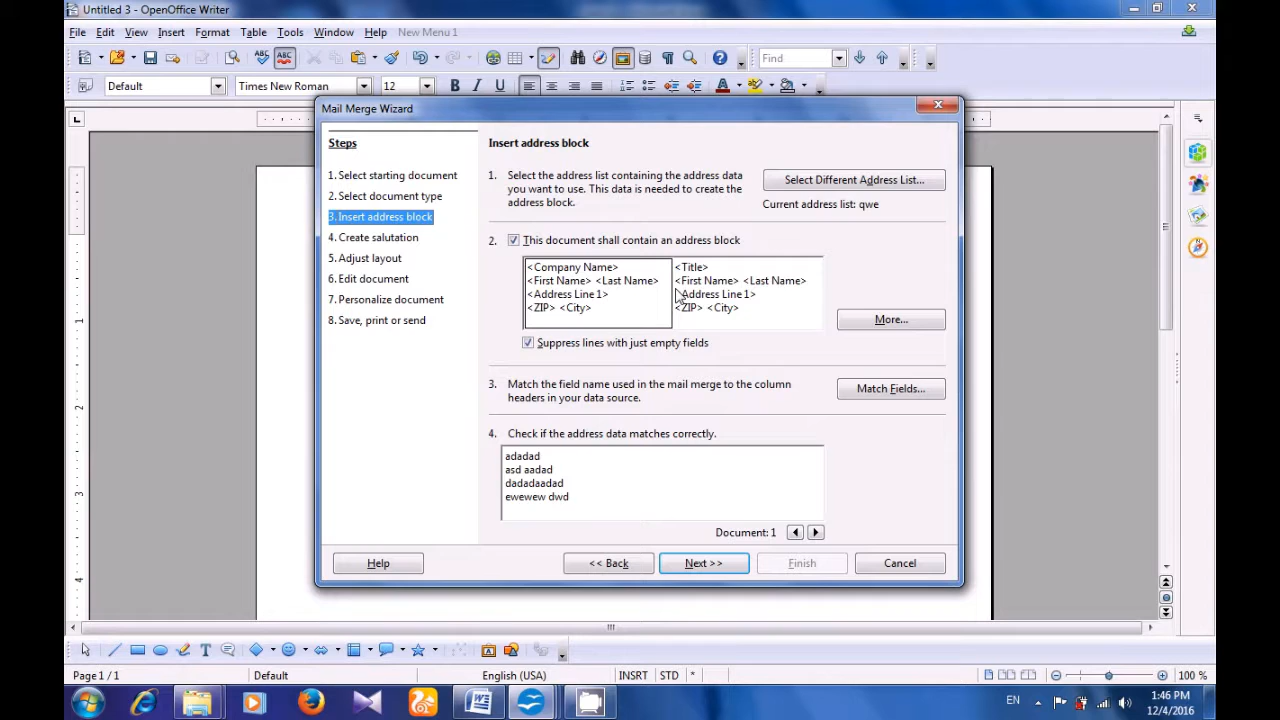 Untitled 3 - OpenOffice Writer
File Edit View Insert Format Table Tools Window Help New Menu 1
Find
Default Times New Roman 12
Mail Merge Wizard
Steps
1. Select starting document
2. Select document type
3. Insert address block
4. Create salutation
5. Adjust layout
6. Edit document
7. Personalize document
8. Save, print or send
Insert address block
1. Select the address list containing the address data
you want to use. This data is needed to create the
address block.
Select Different Address List...
Current address list: qwe
2. This document shall contain an address block
<Company Name>
<First Name> <Last Name>
<Address Line 1>
<ZIP> <City>
<Title>
<First Name> <Last Name>
<Address Line 1>
<ZIP> <City>
More...
Suppress lines with just empty fields
3. Match the field name used in the mail merge to the column
headers in your data source.
Match Fields...
4. Check if the address data matches correctly.
adadad
asd aadad
dadadaadad
ewewew dwd
Document: 1
Help << Back Next >> Finish Cancel
1
2
3
4
Page 1 / 1 Default English (USA) INSRT STD * 100 %
EN 1:46 PM
12/4/2016